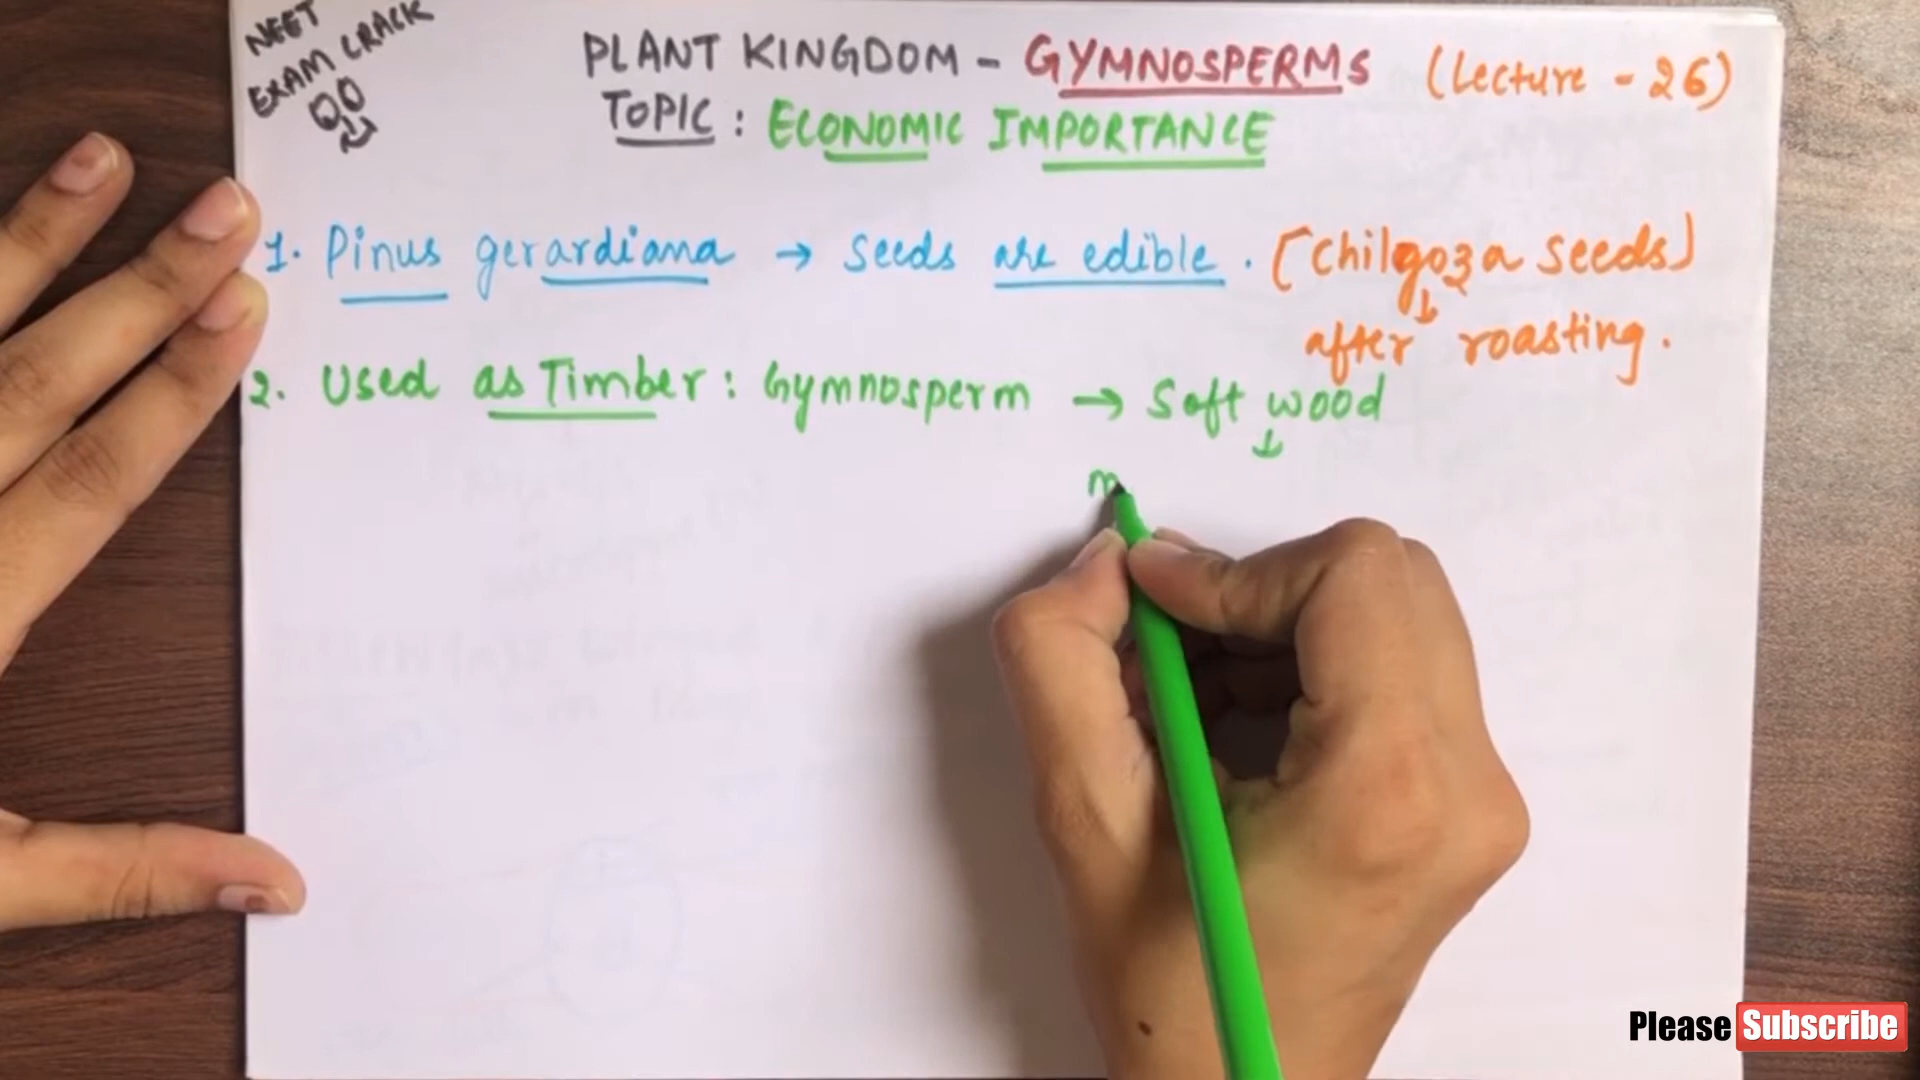 NEET
EXAM CRACK
PLANT KINGDOM - GYMNOSPERMS (Lecture - 26)
TOPIC : ECONOMIC IMPORTANCE
1. Pinus gerardiana → seeds are edible. [chilgoza seeds]
↓
after roasting.
2. Used as Timber : Gymnosperm → Soft wood
↓
m
Please Subscribe